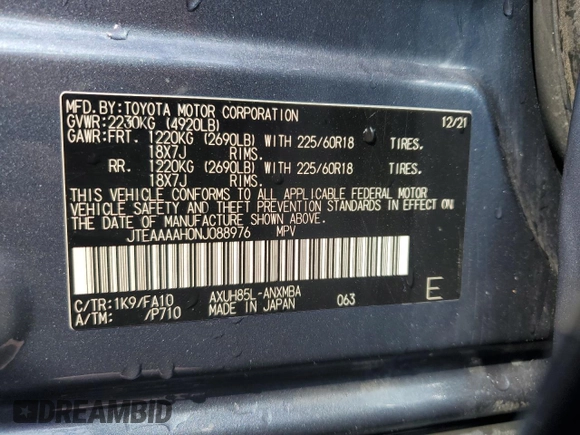 MFD.BY:TOYOTA MOTOR CORPORATION 12/21
GVWR:2230KG (4920LB)
GAWR:FRT. 1220KG (2690LB) WITH 225/60R18 TIRES.
18X7J RIMS.
RR. 1220KG (2690LB) WITH 225/60R18 TIRES.
18X7J RIMS.
THIS VEHICLE CONFORMS TO ALL APPLICABLE FEDERAL MOTOR
VEHICLE SAFETY AND THEFT PREVENTION STANDARDS IN EFFECT ON
THE DATE OF MANUFACTURE SHOWN ABOVE.
JTEAAAAH0NJ088976 MPV
C/TR:1K9/FA10 AXUH85L-ANXMBA
A/TM: /P710 MADE IN JAPAN 063 E
DREAMBID